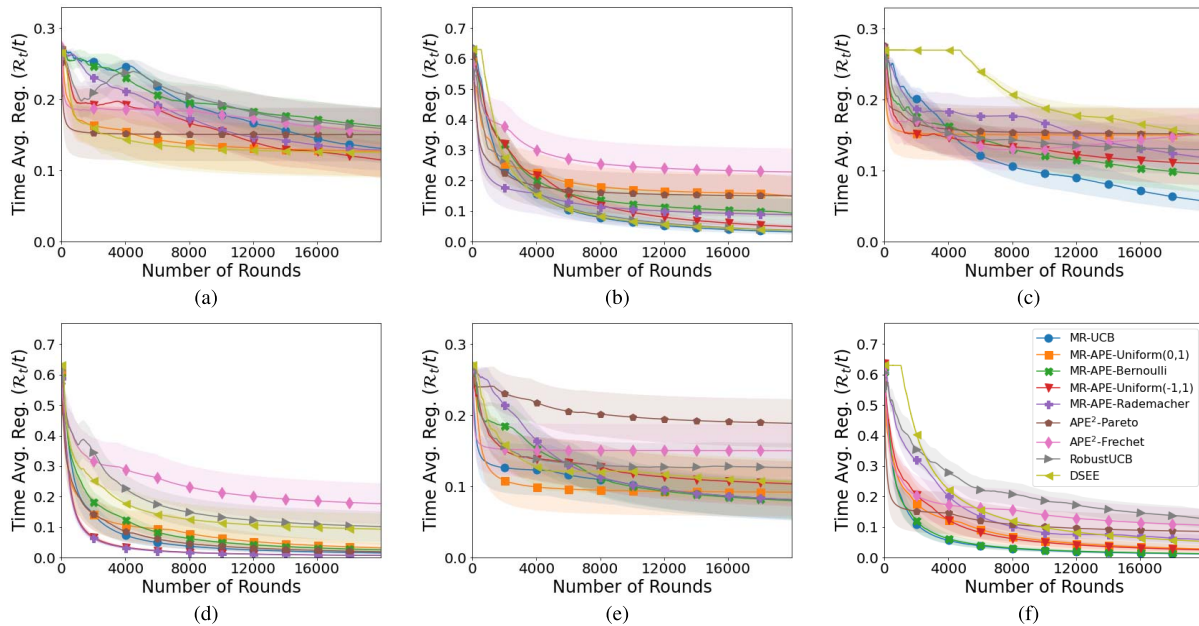 0.3
0.2
0.1
0.0
Time Avg. Reg. (ℛₜ/t)
0 4000 8000 12000 16000
Number of Rounds
(a)
0.7
0.6
0.5
0.4
0.3
0.2
0.1
0.0
Time Avg. Reg. (ℛₜ/t)
0 4000 8000 12000 16000
Number of Rounds
(b)
0.3
0.2
0.1
0.0
Time Avg. Reg. (ℛₜ/t)
0 4000 8000 12000 16000
Number of Rounds
(c)
0.7
0.6
0.5
0.4
0.3
0.2
0.1
0.0
Time Avg. Reg. (ℛₜ/t)
0 4000 8000 12000 16000
Number of Rounds
(d)
0.3
0.2
0.1
0.0
Time Avg. Reg. (ℛₜ/t)
0 4000 8000 12000 16000
Number of Rounds
(e)
0.7
0.6
0.5
0.4
0.3
0.2
0.1
0.0
Time Avg. Reg. (ℛₜ/t)
MR-UCB
MR-APE-Uniform(0,1)
MR-APE-Bernoulli
MR-APE-Uniform(-1,1)
MR-APE-Rademacher
APE²-Pareto
APE²-Frechet
RobustUCB
DSEE
0 4000 8000 12000 16000
Number of Rounds
(f)